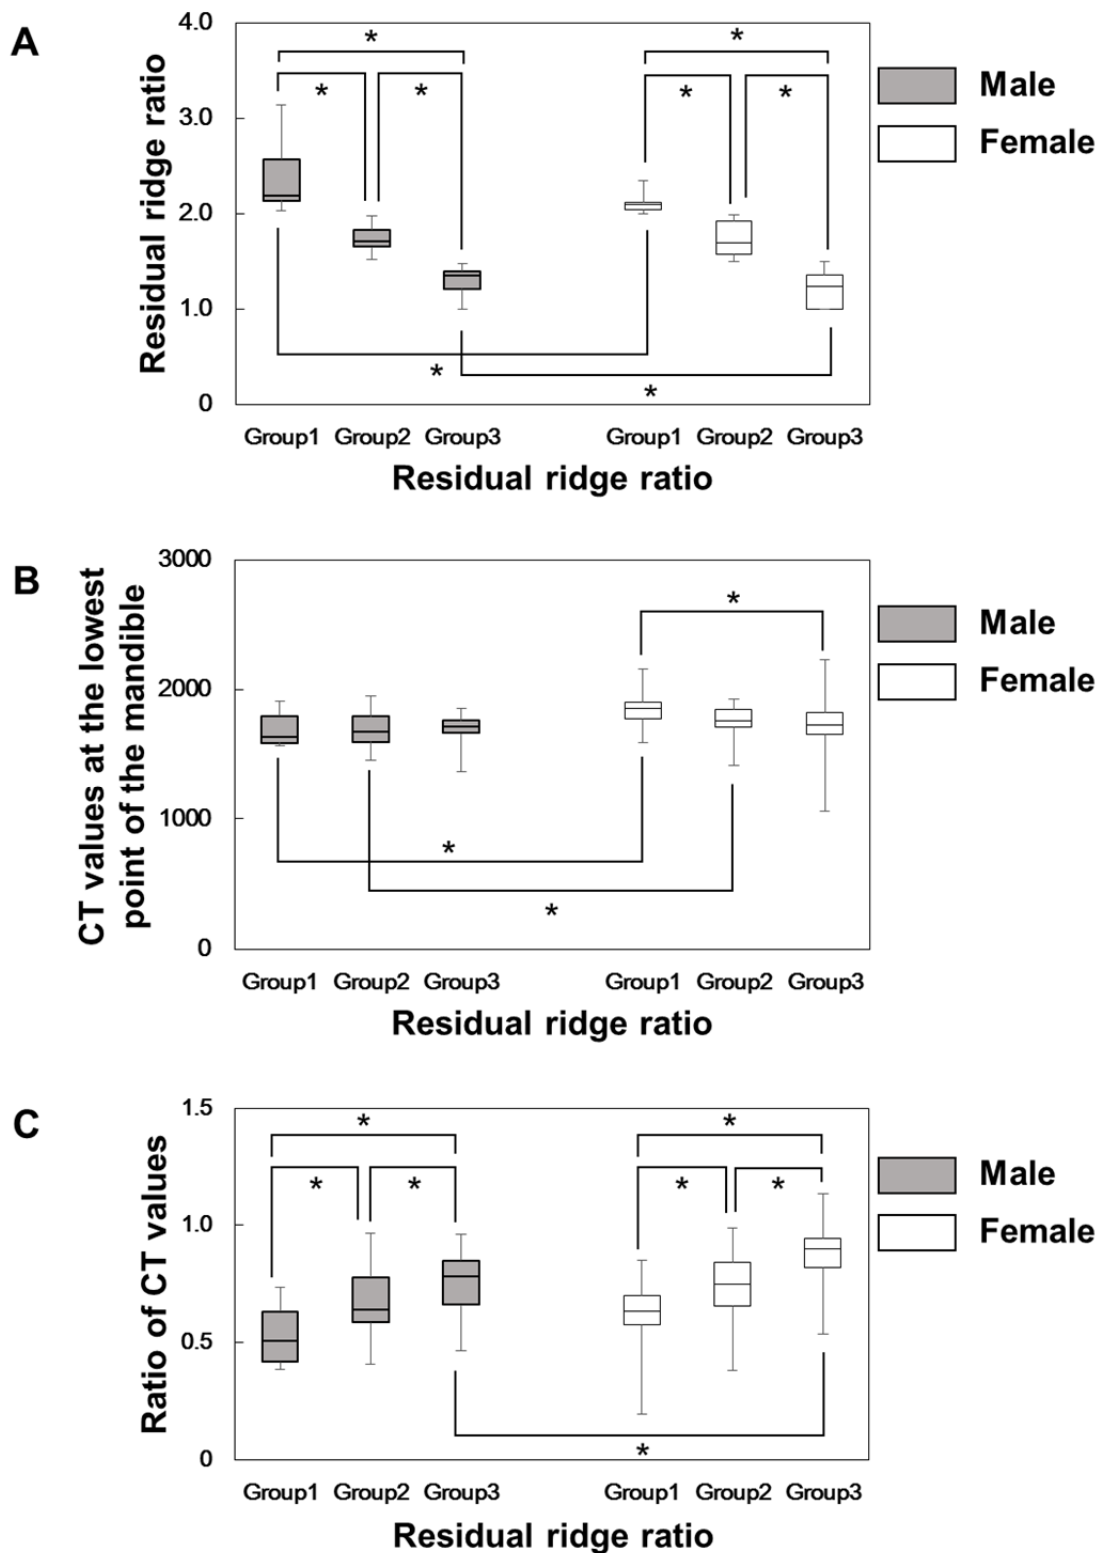 A
Residual ridge ratio
4.0
3.0
2.0
1.0
0
* * *
* * *
*
*
Male
Female
Group1 Group2 Group3 Group1 Group2 Group3
Residual ridge ratio
B
CT values at the lowest
point of the mandible
3000
2000
1000
0
*
*
*
Male
Female
Group1 Group2 Group3 Group1 Group2 Group3
Residual ridge ratio
C
Ratio of CT values
1.5
1.0
0.5
0
* * *
* * *
*
Male
Female
Group1 Group2 Group3 Group1 Group2 Group3
Residual ridge ratio